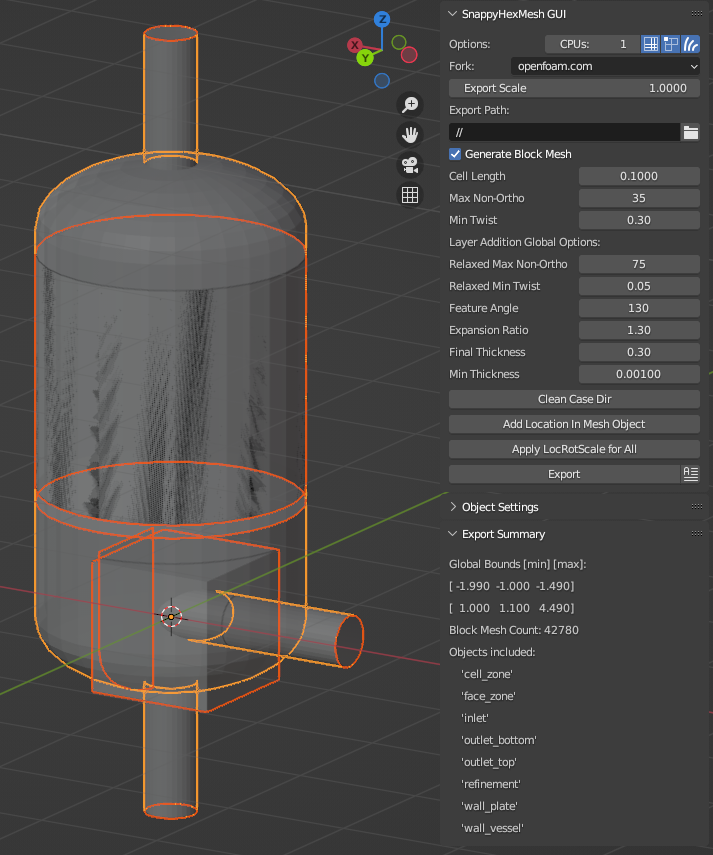 SnappyHexMesh GUI
Z
X
Y
Options: CPUs: 1
Fork: openfoam.com
Export Scale 1.0000
Export Path:
//
Generate Block Mesh
Cell Length 0.1000
Max Non-Ortho 35
Min Twist 0.30
Layer Addition Global Options:
Relaxed Max Non-Ortho 75
Relaxed Min Twist 0.05
Feature Angle 130
Expansion Ratio 1.30
Final Thickness 0.30
Min Thickness 0.00100
Clean Case Dir
Add Location In Mesh Object
Apply LocRotScale for All
Export
Object Settings
Export Summary
Global Bounds [min] [max]:
[ -1.990 -1.000 -1.490]
[ 1.000 1.100 4.490]
Block Mesh Count: 42780
Objects included:
'cell_zone'
'face_zone'
'inlet'
'outlet_bottom'
'outlet_top'
'refinement'
'wall_plate'
'wall_vessel'